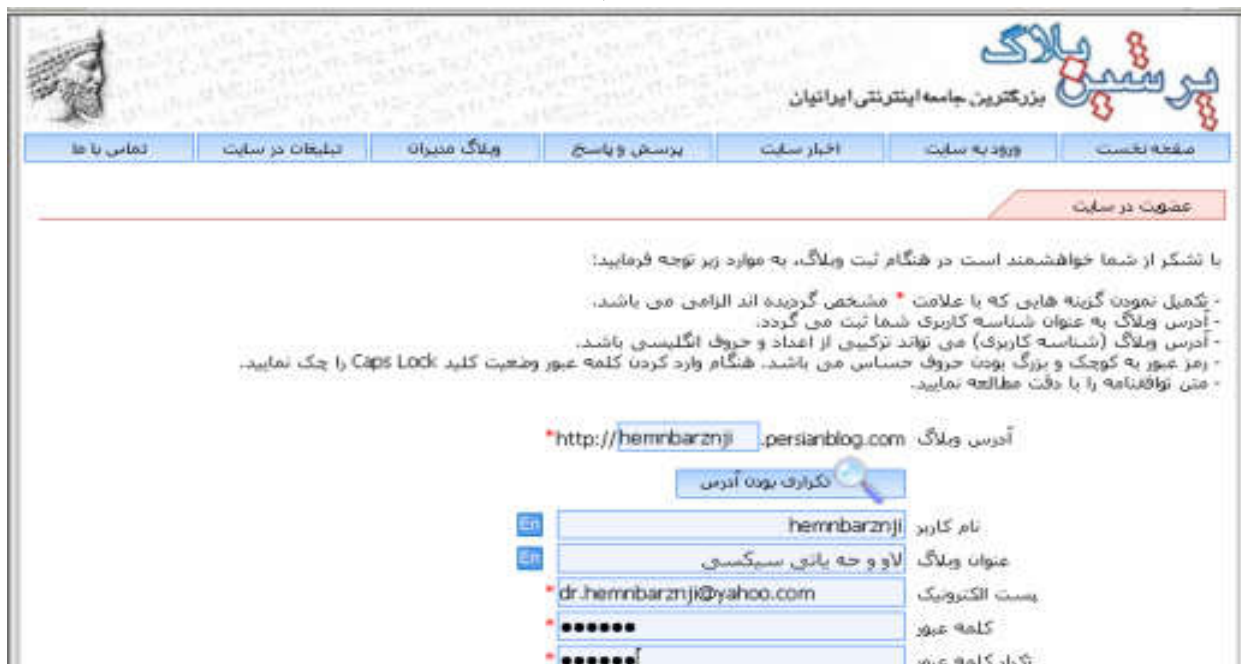 پرشین بلاگ
بزرگترین جامعه اینترنتی ایرانیان
صفحه نخست ورود به سایت اخبار سایت پرسش و پاسخ وبلاگ مدیران تبلیغات در سایت تماس با ما
عضویت در سایت
با تشکر از شما خواهشمند است در هنگام ثبت وبلاگ، به موارد زیر توجه فرمایید:
- تکمیل نمودن گزینه هایی که با علامت * مشخص گردیده اند الزامی می باشد.
- آدرس وبلاگ به عنوان شناسه کاربری شما ثبت می گردد.
- آدرس وبلاگ (شناسه کاربری) می تواند ترکیبی از اعداد و حروف انگلیسی باشد.
- رمز عبور به کوچک و بزرگ بودن حروف حساس می باشد. هنگام وارد کردن کلمه عبور وضعیت کلید Caps Lock را چک نمایید.
- متن توافقنامه را با دقت مطالعه نمایید.
آدرس وبلاگ http://hemnbarznji.persianblog.com *
تکراری بودن آدرس
نام کاربر hemnbarznji En
عنوان وبلاگ لاو و حه یاتی سیکسی En
پست الکترونیک dr.hemnbarznji@yahoo.com *
کلمه عبور ●●●●●● *
تکرار کلمه عبور ●●●●●● *